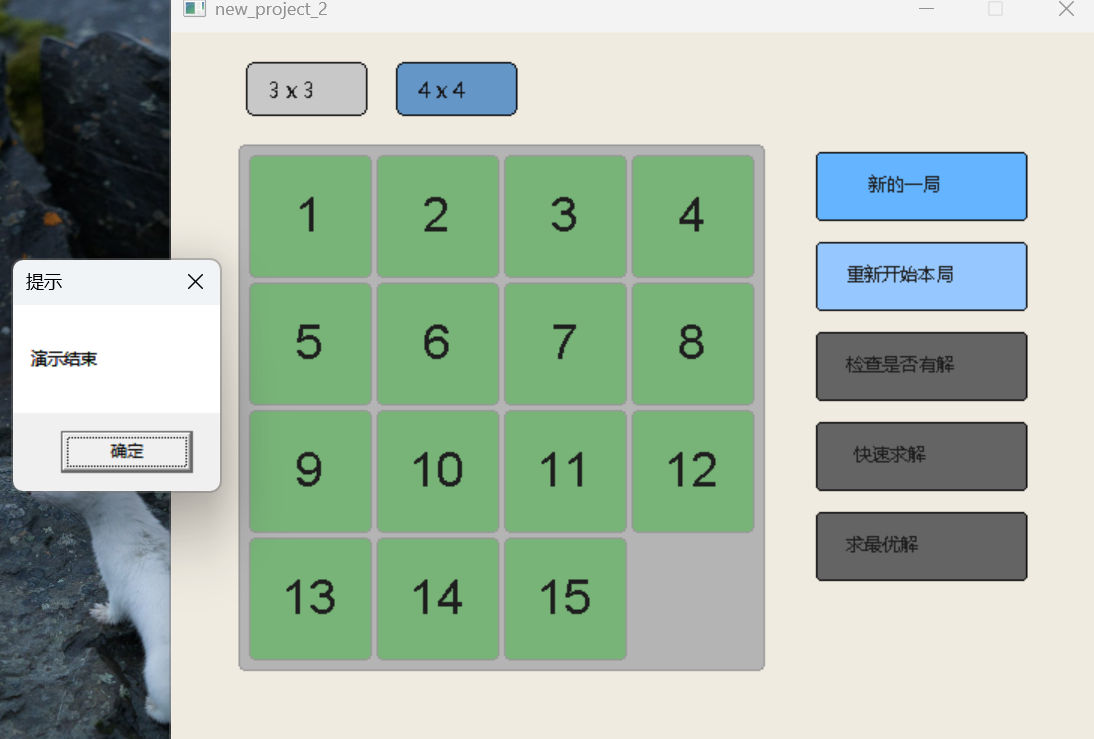 new_project_2
3 x 3
4 x 4
1 2 3 4
5 6 7 8
9 10 11 12
13 14 15
新的一局
重新开始本局
检查是否有解
快速求解
求最优解
提示
演示结束
确定